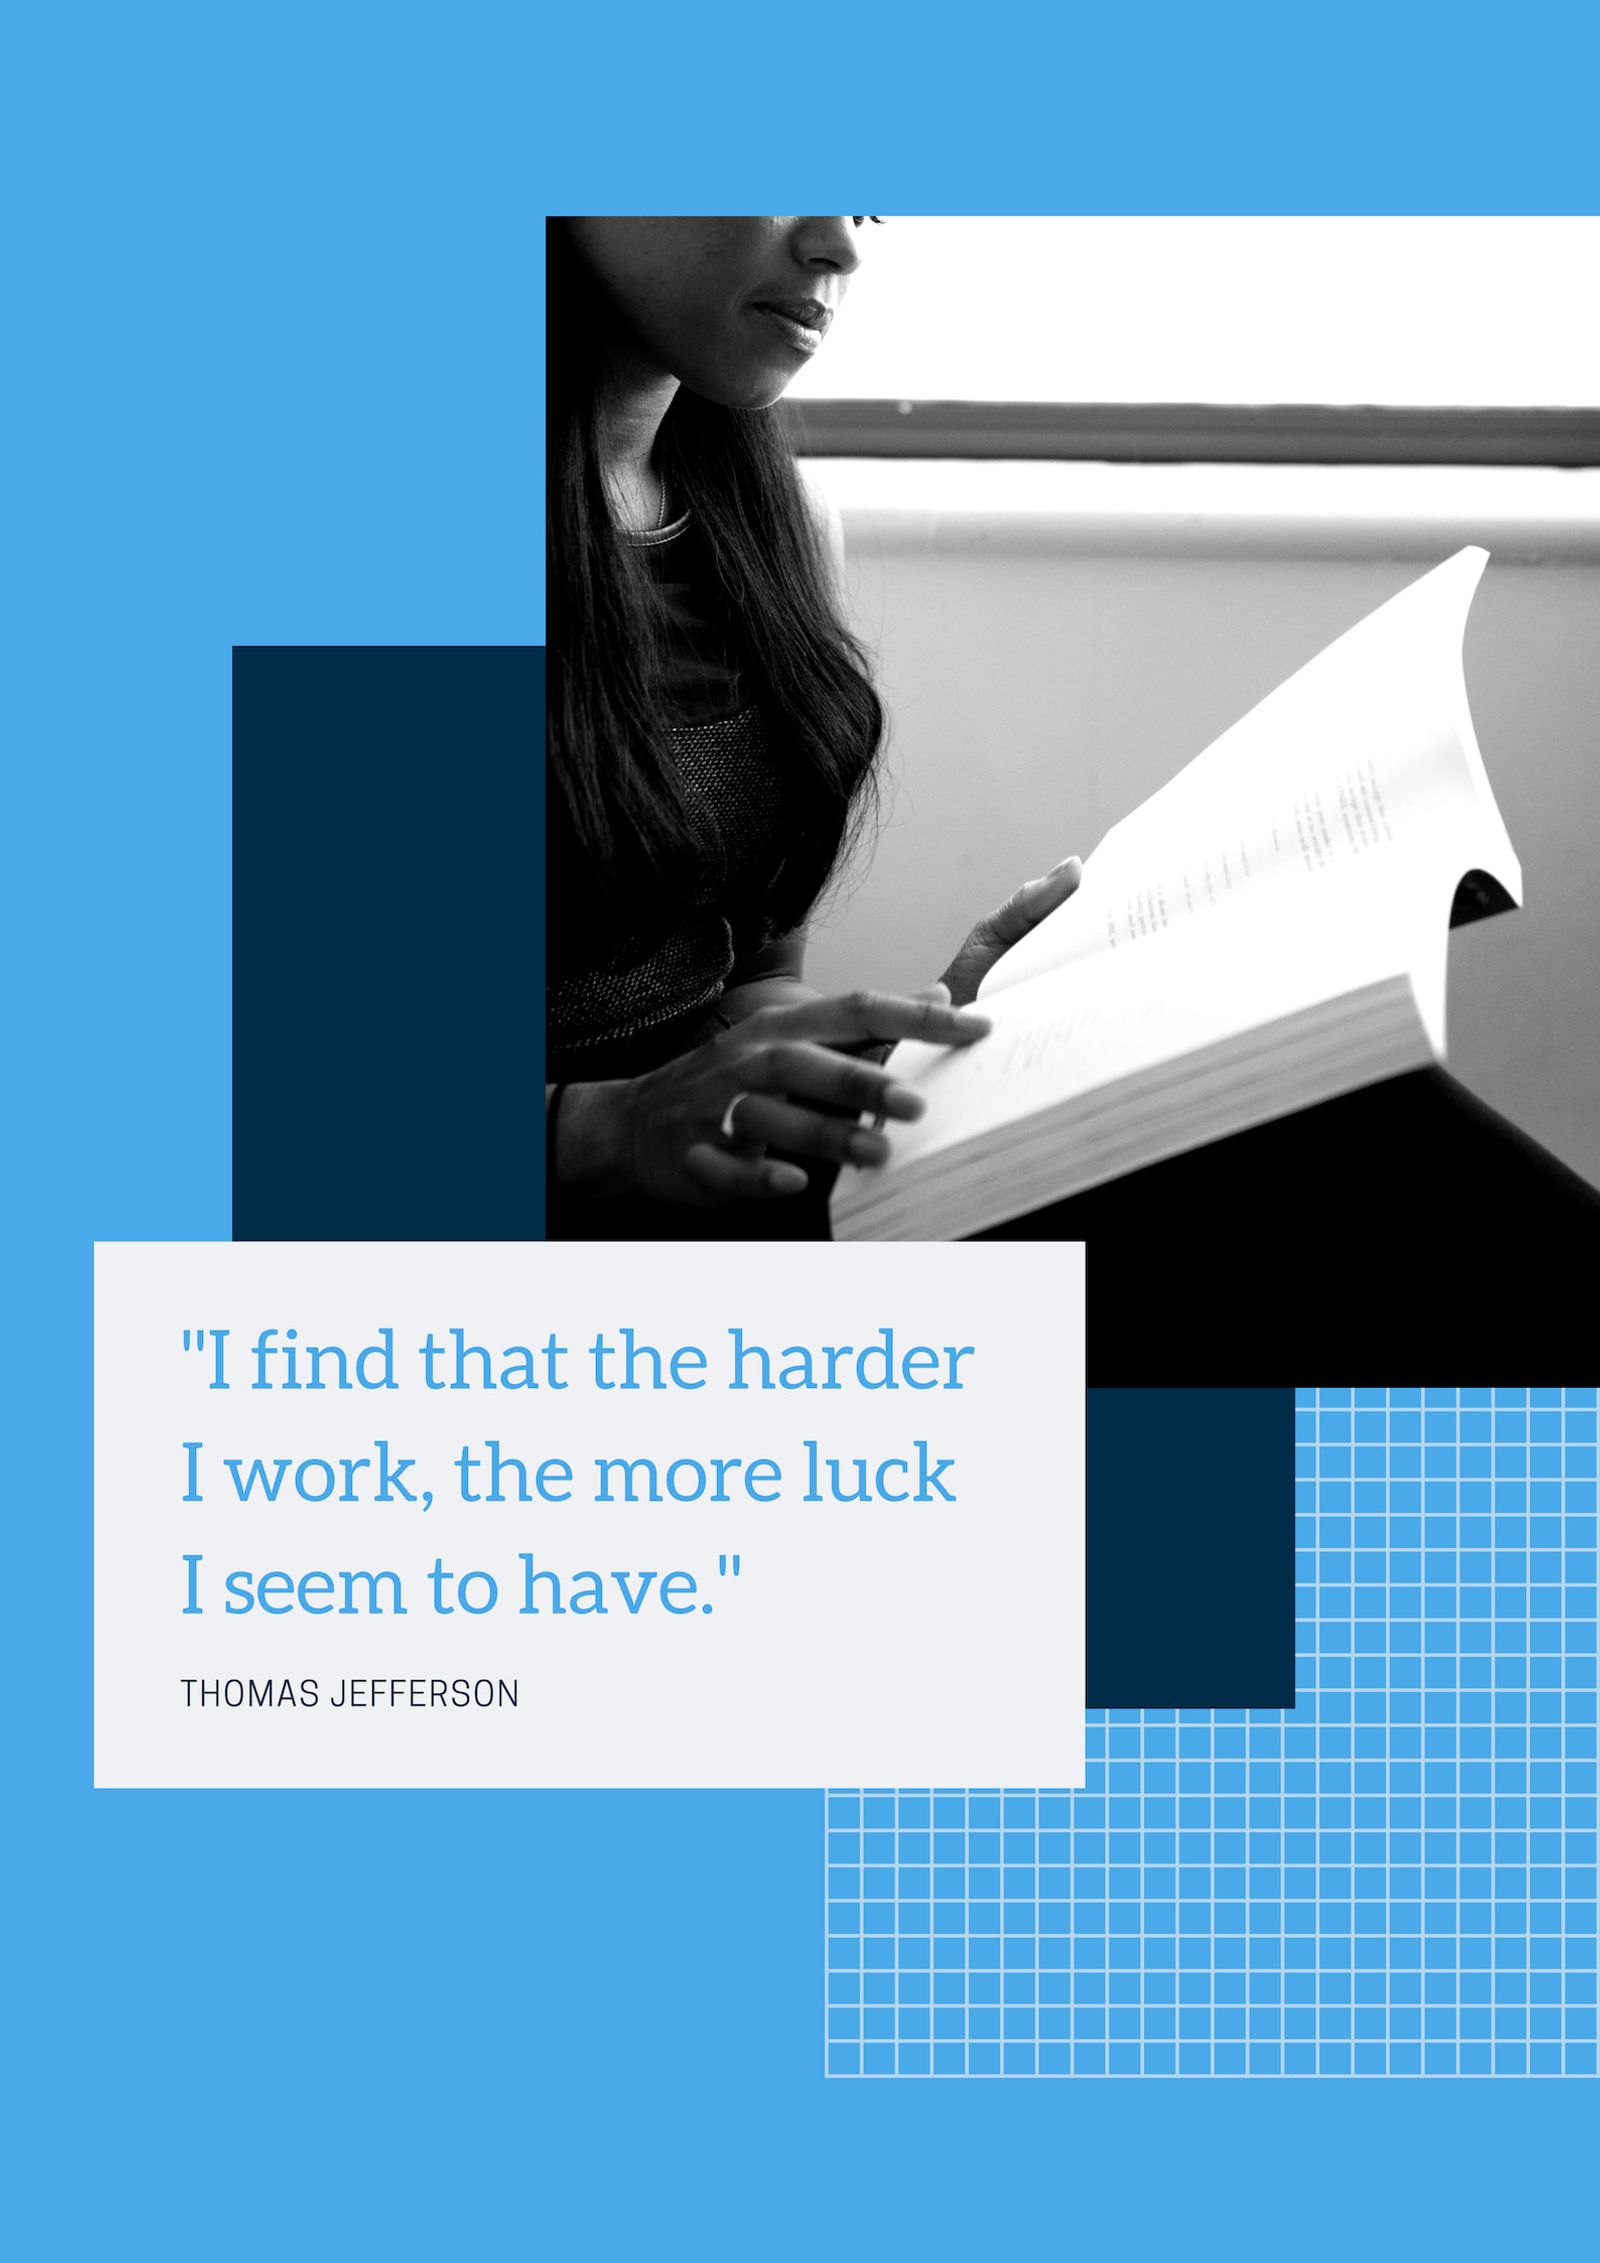 "I find that the harder
I work, the more luck
I seem to have."
THOMAS JEFFERSON